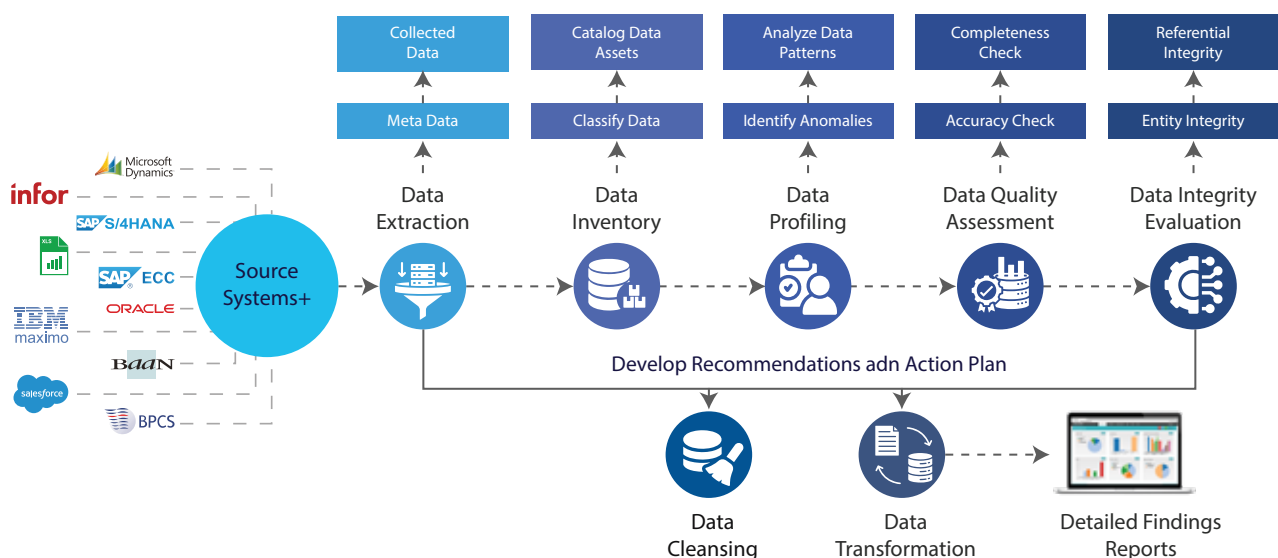 Collected
Data
Catalog Data
Assets
Analyze Data
Patterns
Completeness
Check
Referential
Integrity
Meta Data
Classify Data
Identify Anomalies
Accuracy Check
Entity Integrity
Data
Extraction
Data
Inventory
Data
Profiling
Data Quality
Assessment
Data Integrity
Evaluation
Microsoft
Dynamics
infor
SAP S/4HANA
XLS
SAP ECC
ORACLE
IBM
maximo
BaaN
salesforce
BPCS
Source
Systems+
Develop Recommendations adn Action Plan
Data
Cleansing
Data
Transformation
Detailed Findings
Reports